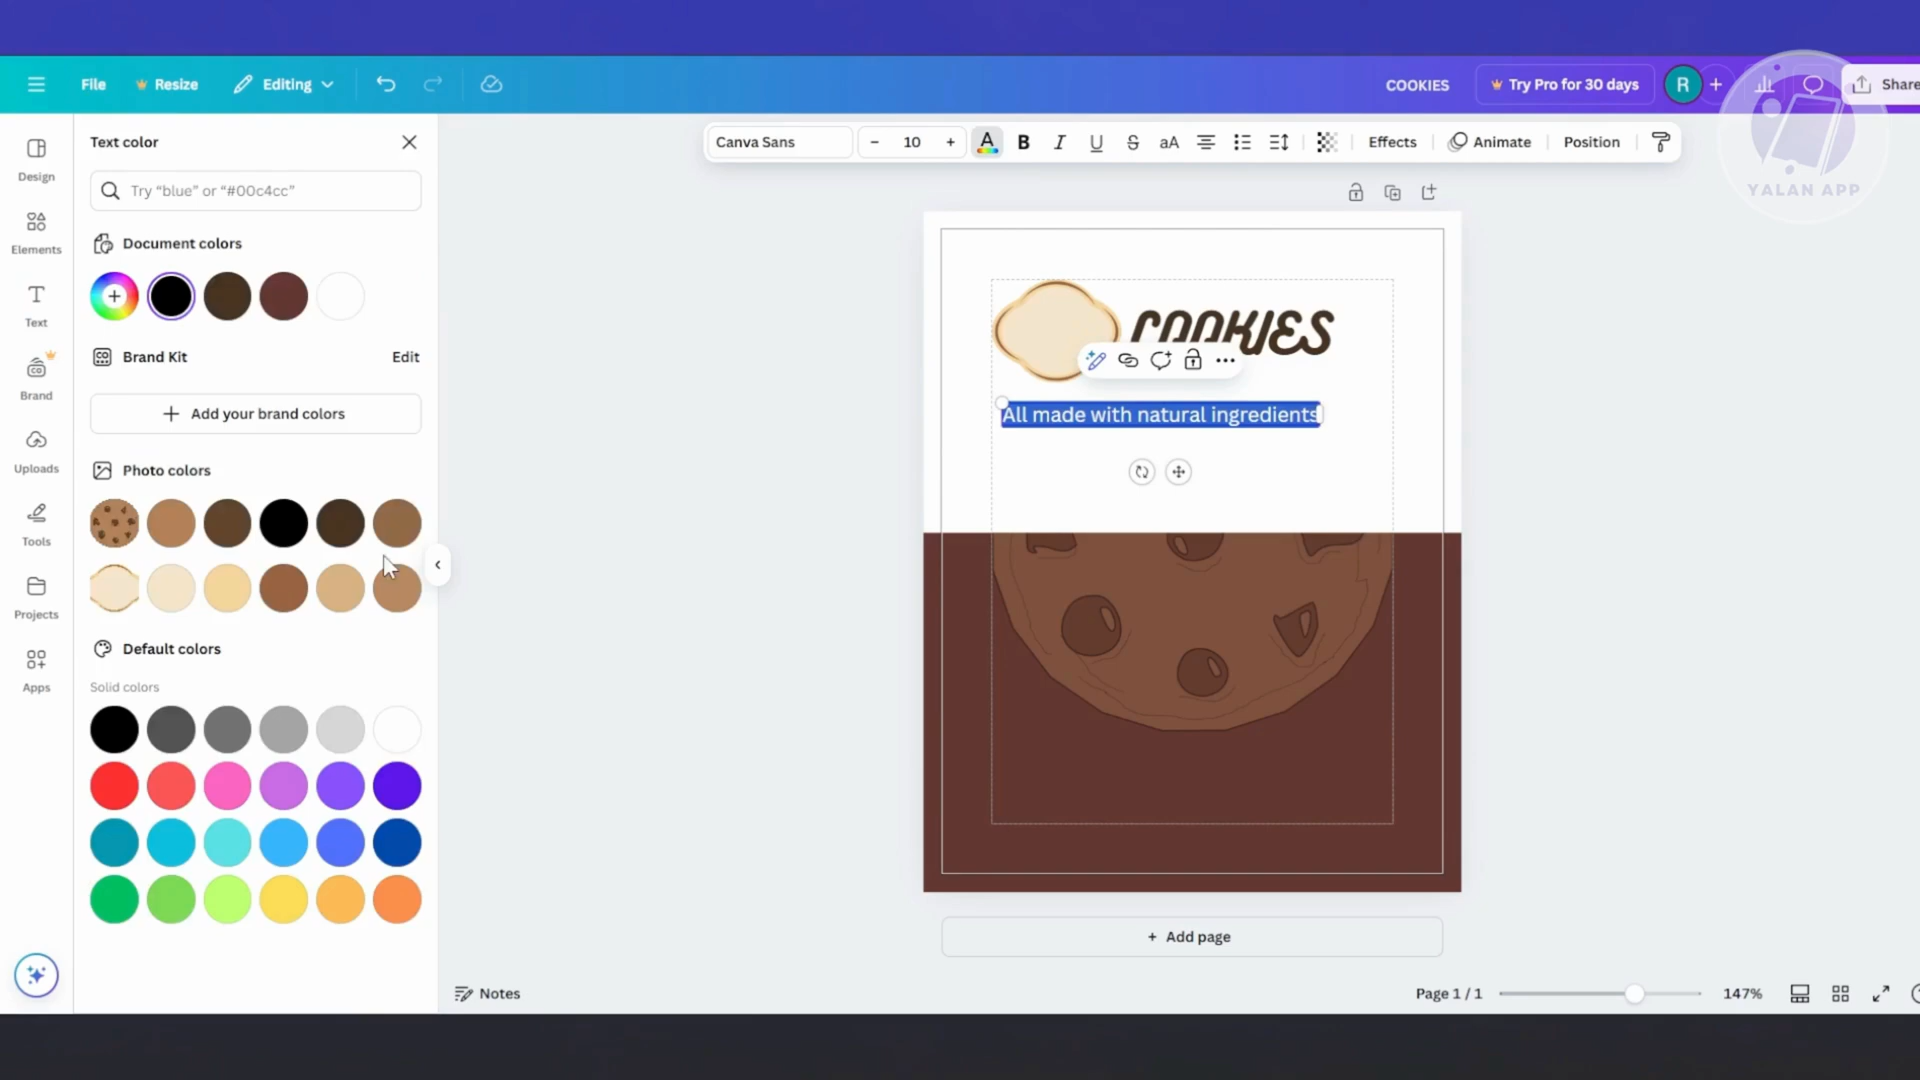 File
Resize
Editing
COOKIES
Try Pro for 30 days
R
Share
YALAN APP
Design
Elements
Text
Brand
Uploads
Tools
Projects
Apps
Text color
Try “blue” or “#00c4cc”
Document colors
Brand Kit
Edit
Add your brand colors
Photo colors
Default colors
Solid colors
Canva Sans
10
A
B
I
U
S
aA
Effects
Animate
Position
COOKIES
All made with natural ingredients
Add page
Notes
Page 1 / 1
147%